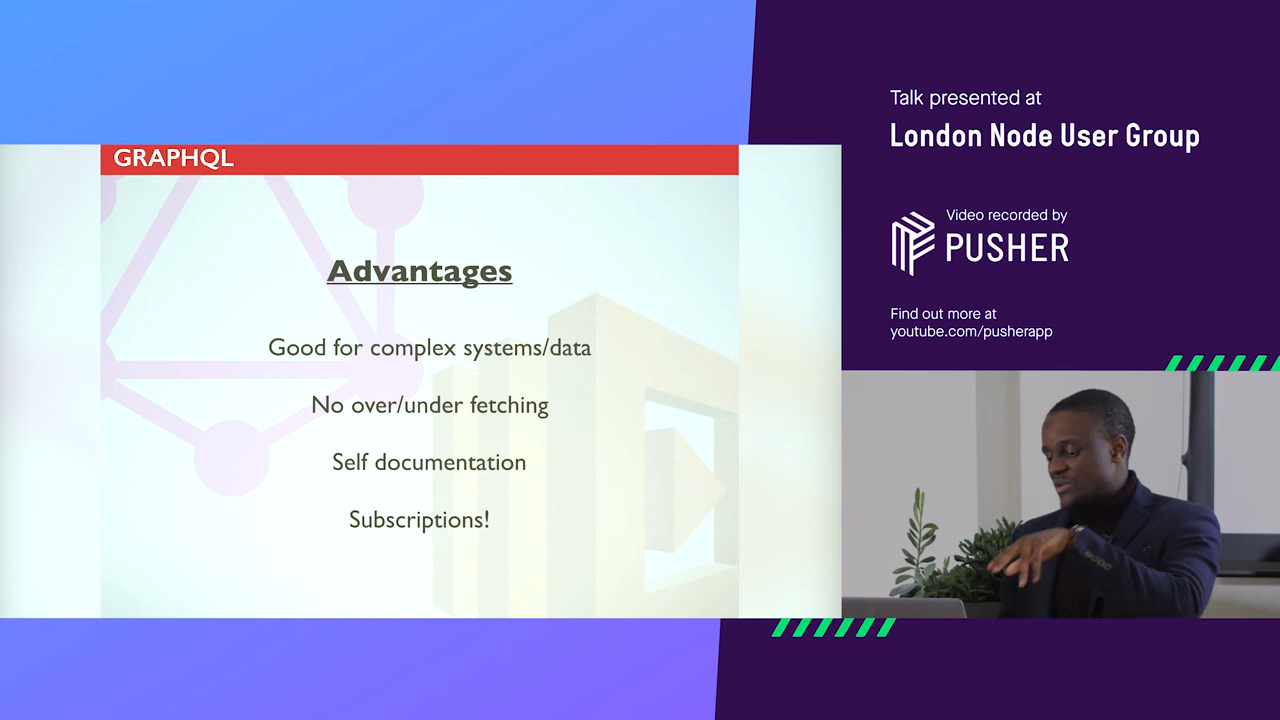 GRAPHQL
Advantages
Good for complex systems/data
No over/under fetching
Self documentation
Subscriptions!
Talk presented at
London Node User Group
Video recorded by
PUSHER
Find out more at
youtube.com/pusherapp